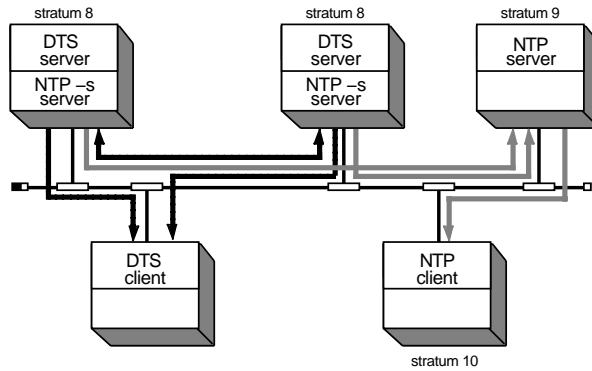 stratum 8
stratum 8
stratum 9
DTS
server
NTP –s
server
DTS
server
NTP –s
server
NTP
server
DTS
client
NTP
client
stratum 10